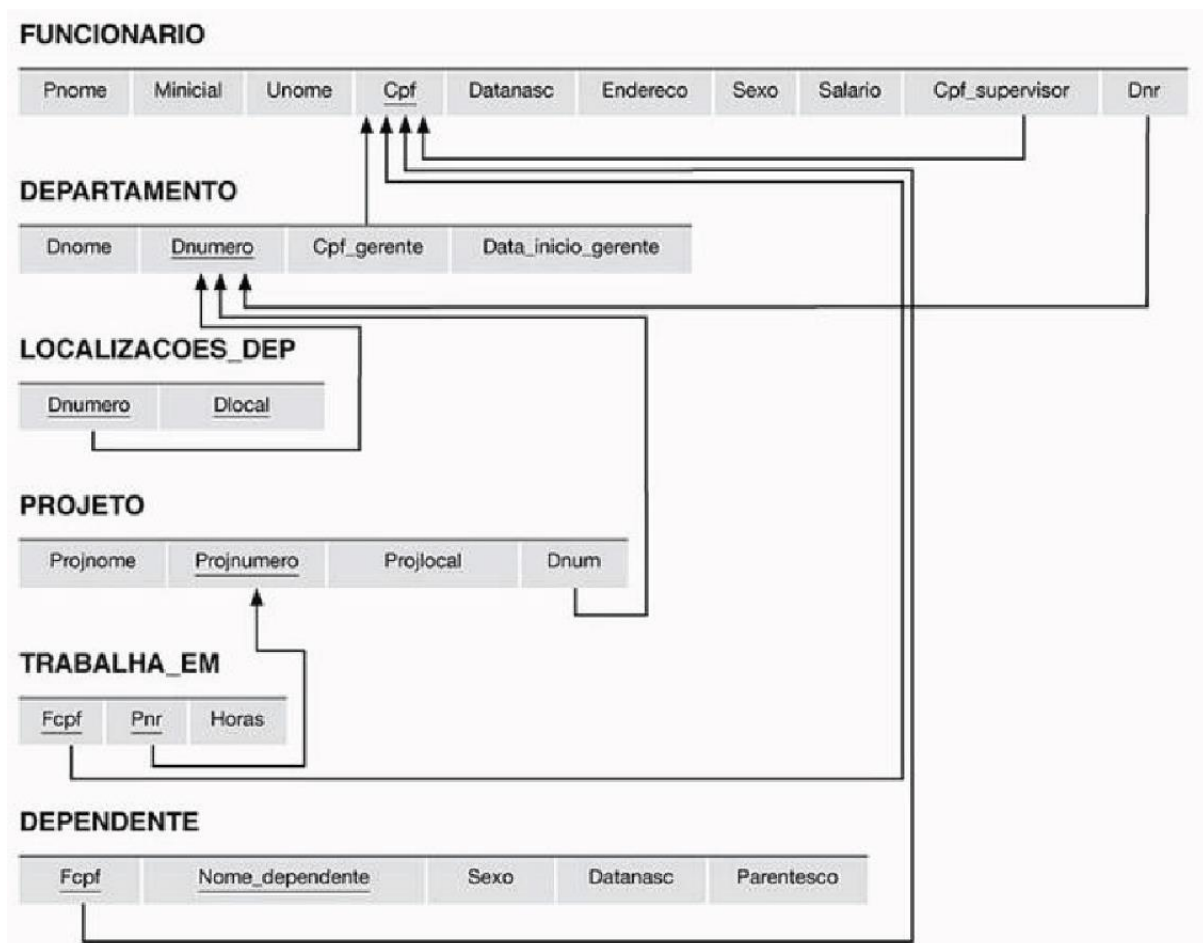 FUNCIONARIO
Pnome Minicial Unome Cpf Datanasc Endereco Sexo Salario Cpf_supervisor Dnr
DEPARTAMENTO
Dnome Dnumero Cpf_gerente Data_inicio_gerente
LOCALIZACOES_DEP
Dnumero Dlocal
PROJETO
Projnome Projnumero Projlocal Dnum
TRABALHA_EM
Fcpf Pnr Horas
DEPENDENTE
Fcpf Nome_dependente Sexo Datanasc Parentesco